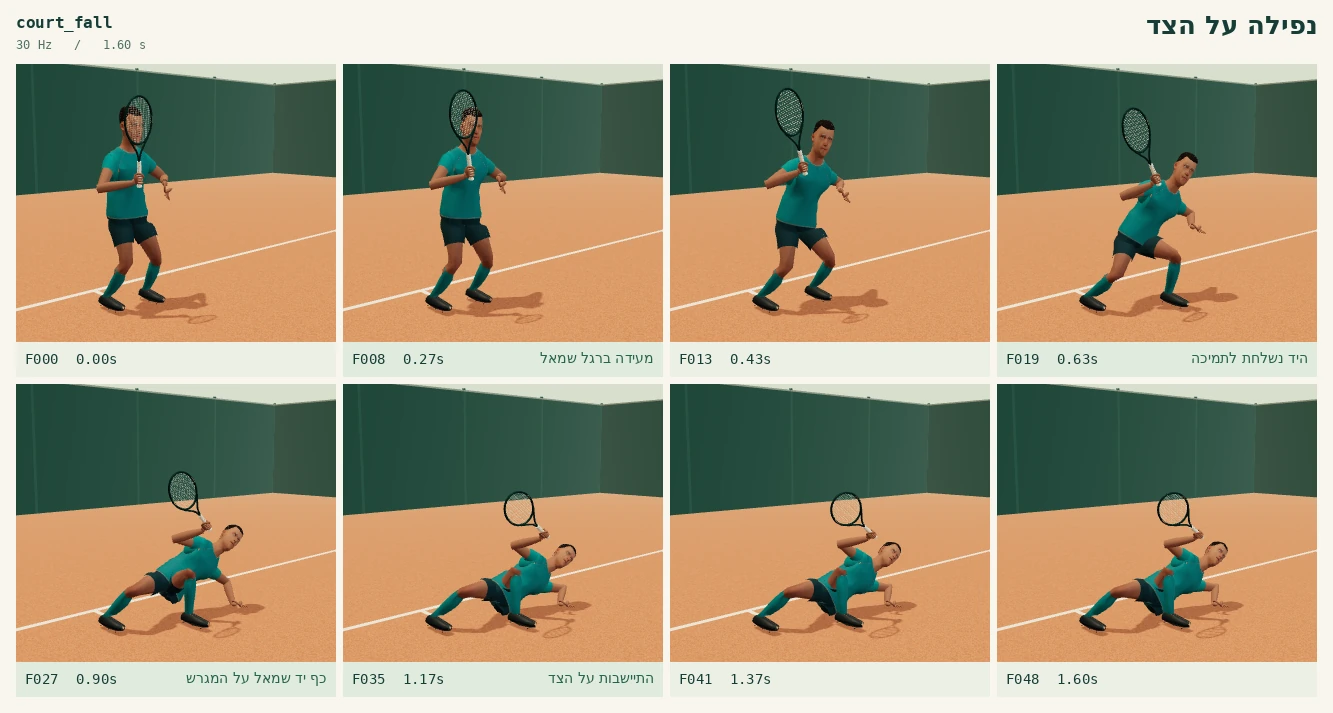 court_fall
נפילה על הצד
30 Hz / 1.60 s
F000 0.00s
F008 0.27s מעידה ברגל שמאל
F013 0.43s
F019 0.63s היד נשלחת לתמיכה
F027 0.90s כף יד שמאל על המגרש
F035 1.17s התיישבות על הצד
F041 1.37s
F048 1.60s